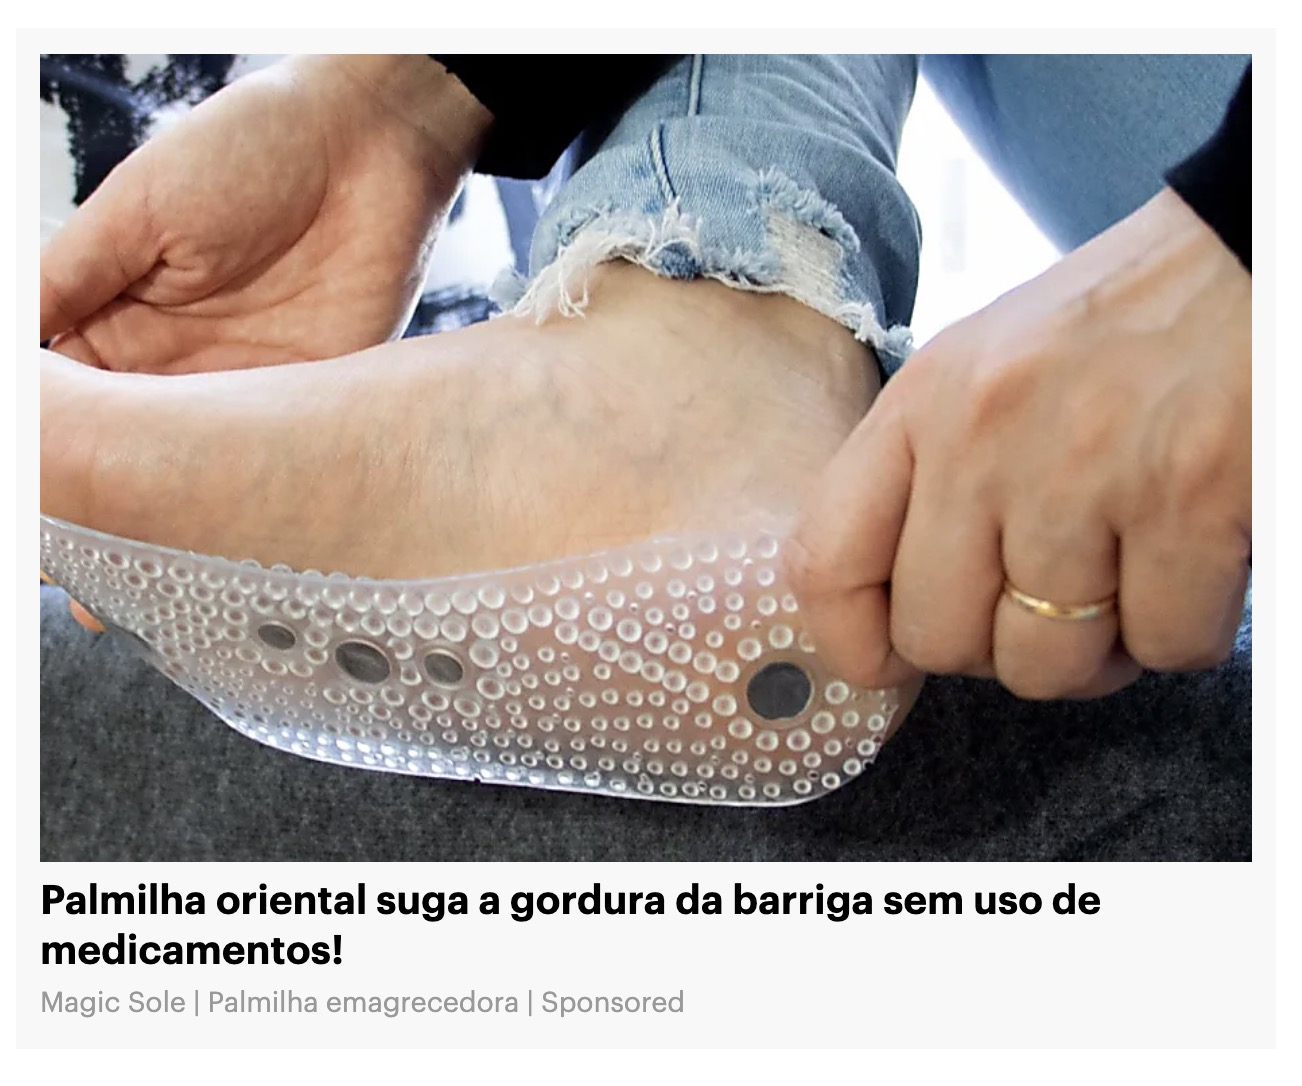 Palmilha oriental suga a gordura da barriga sem uso de
medicamentos!
Magic Sole | Palmilha emagrecedora | Sponsored